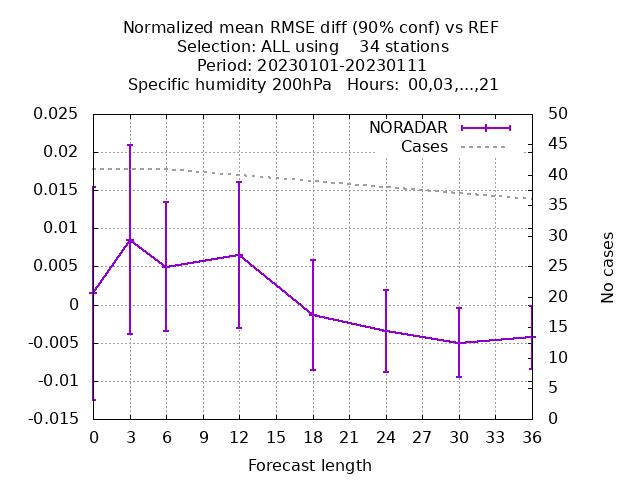 Normalized mean RMSE diff (90% conf) vs REF
Selection: ALL using    34 stations
Period: 20230101-20230111
Specific humidity 200hPa   Hours:  00,03,...,21
NORADAR
Cases
0.025
0.02
0.015
0.01
0.005
0
-0.005
-0.01
-0.015
50
45
40
35
30
25
20
15
10
5
0
No cases
0 3 6 9 12 15 18 21 24 27 30 33 36
Forecast length